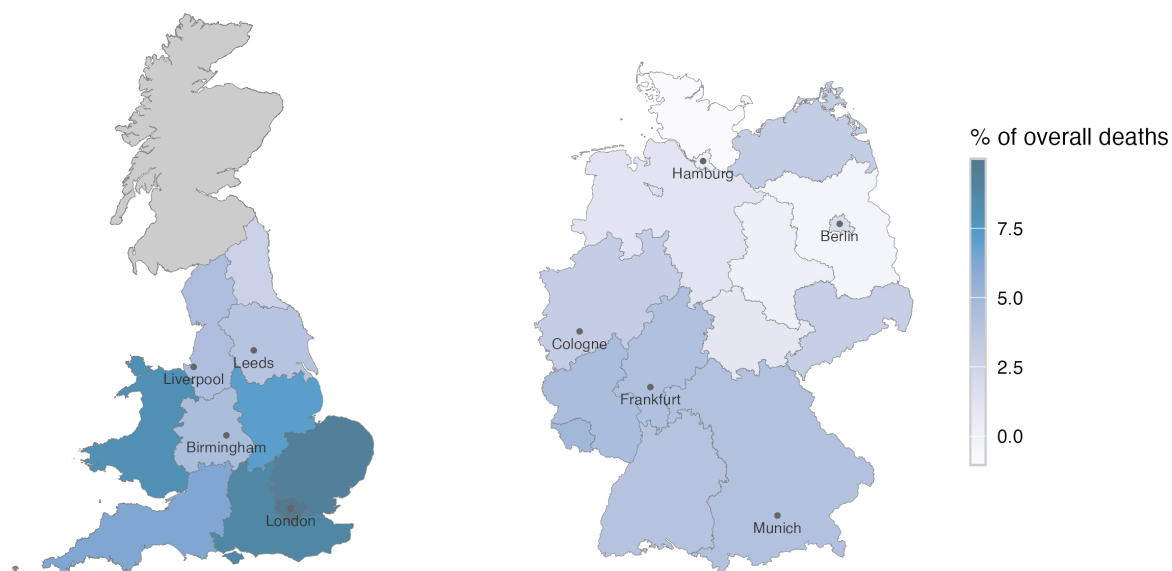 % of overall deaths
Hamburg
7.5
Berlin
5.0
Cologne
Leeds
2.5
Liverpool
Frankfurt
0.0
Birmingham
London
Munich